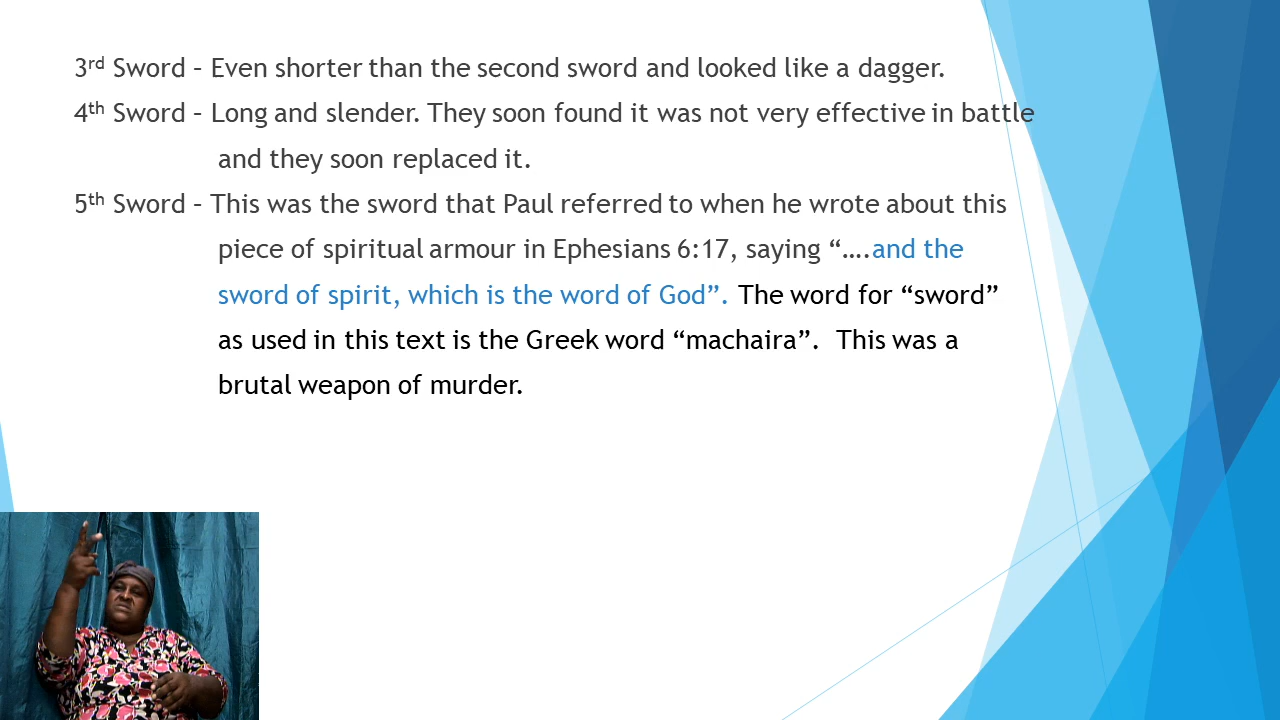 3rd Sword – Even shorter than the second sword and looked like a dagger.
4th Sword – Long and slender. They soon found it was not very effective in battle
and they soon replaced it.
5th Sword – This was the sword that Paul referred to when he wrote about this
piece of spiritual armour in Ephesians 6:17, saying “….and the
sword of spirit, which is the word of God”. The word for “sword”
as used in this text is the Greek word “machaira”.  This was a
brutal weapon of murder.